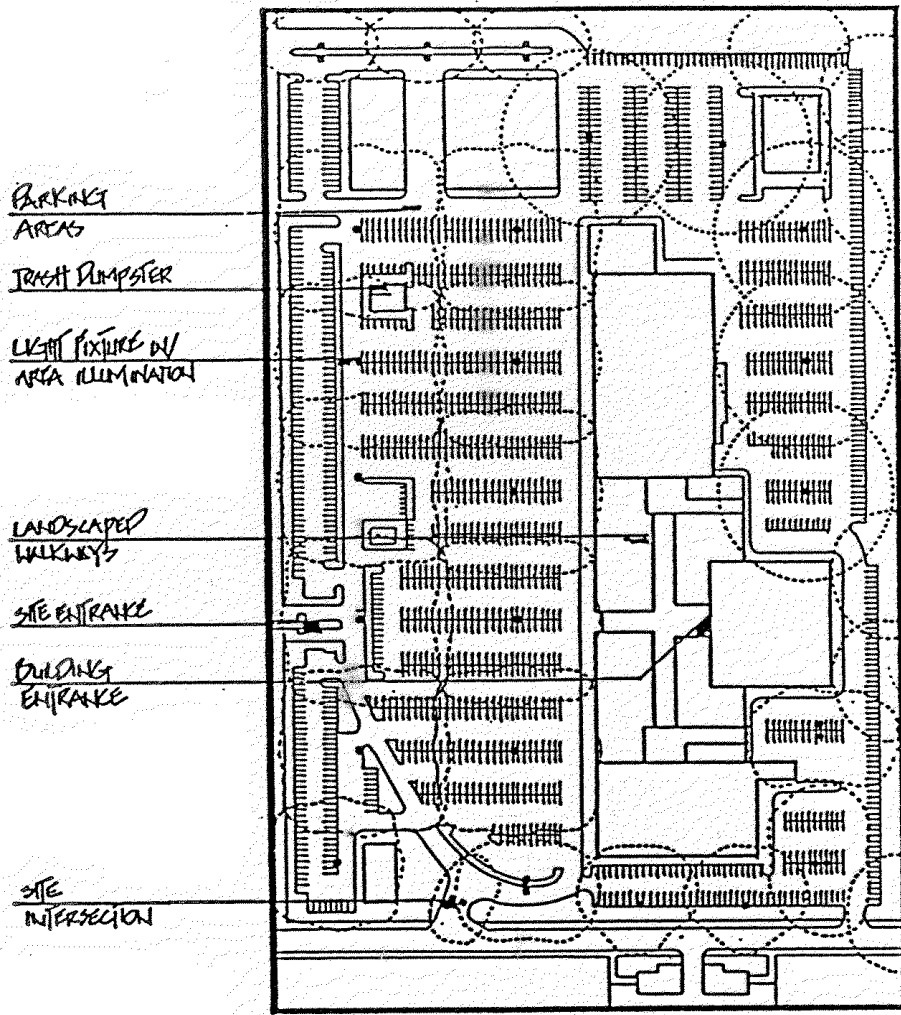 PARKING
AREAS
TRASH DUMPSTER
LIGHT FIXTURE W/
AREA ILLUMINATION
LANDSCAPED
WALKWAYS
SITE ENTRANCE
BUILDING
ENTRANCE
SITE
INTERSECTION